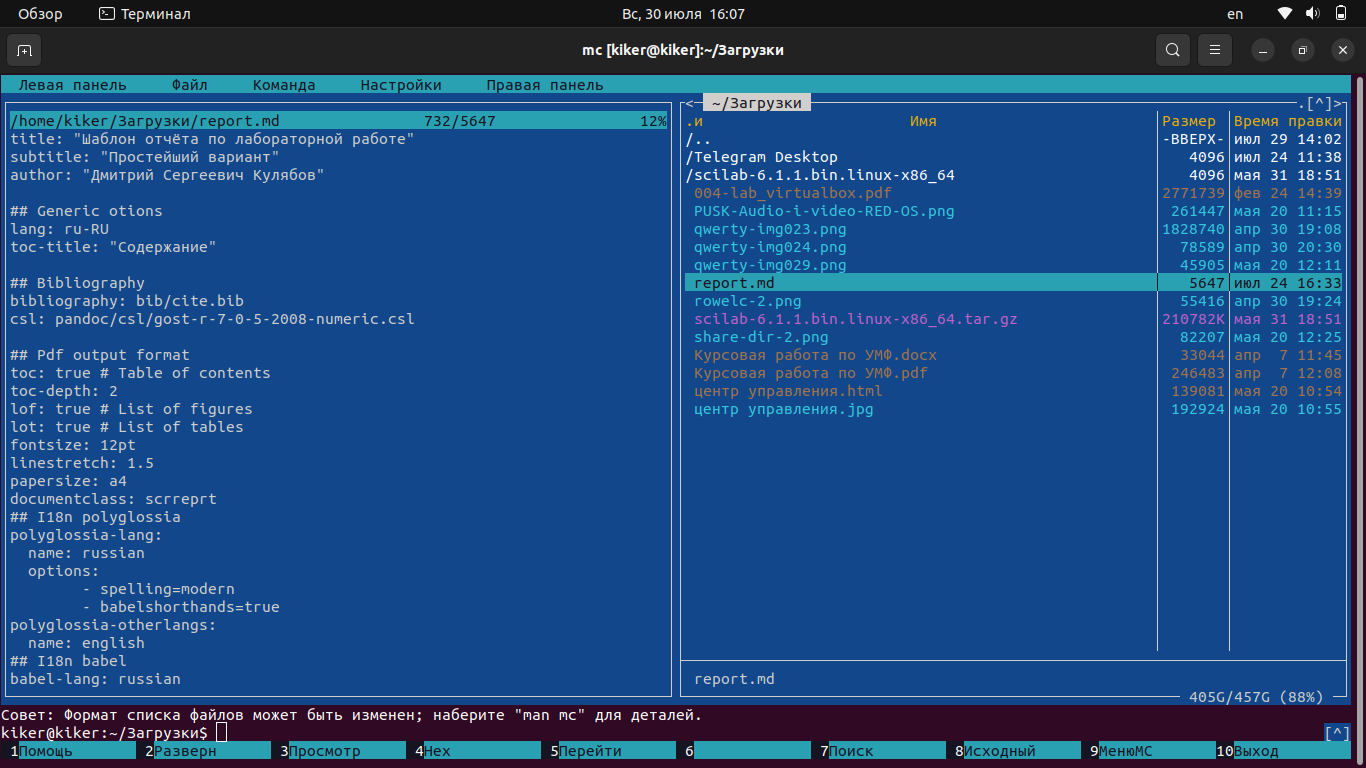 Обзор Терминал Вс, 30 июля 16:07 en
mc [kiker@kiker]:~/Загрузки
Левая панель Файл Команда Настройки Правая панель
/home/kiker/Загрузки/report.md 732/5647 12%
title: "Шаблон отчёта по лабораторной работе"
subtitle: "Простейший вариант"
author: "Дмитрий Сергеевич Кулябов"
## Generic otions
lang: ru-RU
toc-title: "Содержание"
## Bibliography
bibliography: bib/cite.bib
csl: pandoc/csl/gost-r-7-0-5-2008-numeric.csl
## Pdf output format
toc: true # Table of contents
toc-depth: 2
lof: true # List of figures
lot: true # List of tables
fontsize: 12pt
linestretch: 1.5
papersize: a4
documentclass: scrreprt
## I18n polyglossia
polyglossia-lang:
  name: russian
  options:
        - spelling=modern
        - babelshorthands=true
polyglossia-otherlangs:
  name: english
## I18n babel
babel-lang: russian
<- ~/Загрузки .[^]>
.и Имя Размер Время правки
/.. -ВВЕРХ- июл 29 14:02
/Telegram Desktop 4096 июл 24 11:38
/scilab-6.1.1.bin.linux-x86_64 4096 мая 31 18:51
004-lab_virtualbox.pdf 2771739 фев 24 14:39
PUSK-Audio-i-video-RED-OS.png 261447 мая 20 11:15
qwerty-img023.png 1828740 апр 30 19:08
qwerty-img024.png 78589 апр 30 20:30
qwerty-img029.png 45905 мая 20 12:11
report.md 5647 июл 24 16:33
rowelc-2.png 55416 апр 30 19:24
scilab-6.1.1.bin.linux-x86_64.tar.gz 210782K мая 31 18:51
share-dir-2.png 82207 мая 20 12:25
Курсовая работа по УМФ.docx 33044 апр 7 11:45
Курсовая работа по УМФ.pdf 246483 апр 7 12:08
центр управления.html 139081 мая 20 10:54
центр управления.jpg 192924 мая 20 10:55
report.md
405G/457G (88%)
Совет: Формат списка файлов может быть изменен; наберите "man mc" для деталей.
kiker@kiker:~/Загрузки$ [^]
1Помощь 2Разверн 3Просмотр 4Hex 5Перейти 6 7Поиск 8Исходный 9МенюMC 10Выход